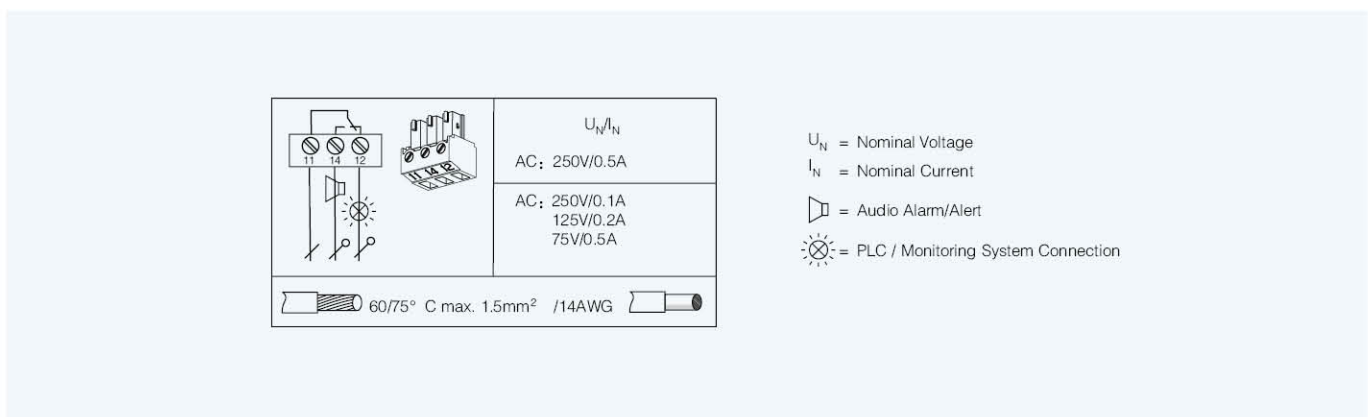 11 14 12
11 14 12
U_N/I_N
AC: 250V/0.5A
AC: 250V/0.1A
125V/0.2A
75V/0.5A
60/75° C max. 1.5mm² /14AWG
U_N = Nominal Voltage
I_N = Nominal Current
= Audio Alarm/Alert
= PLC / Monitoring System Connection